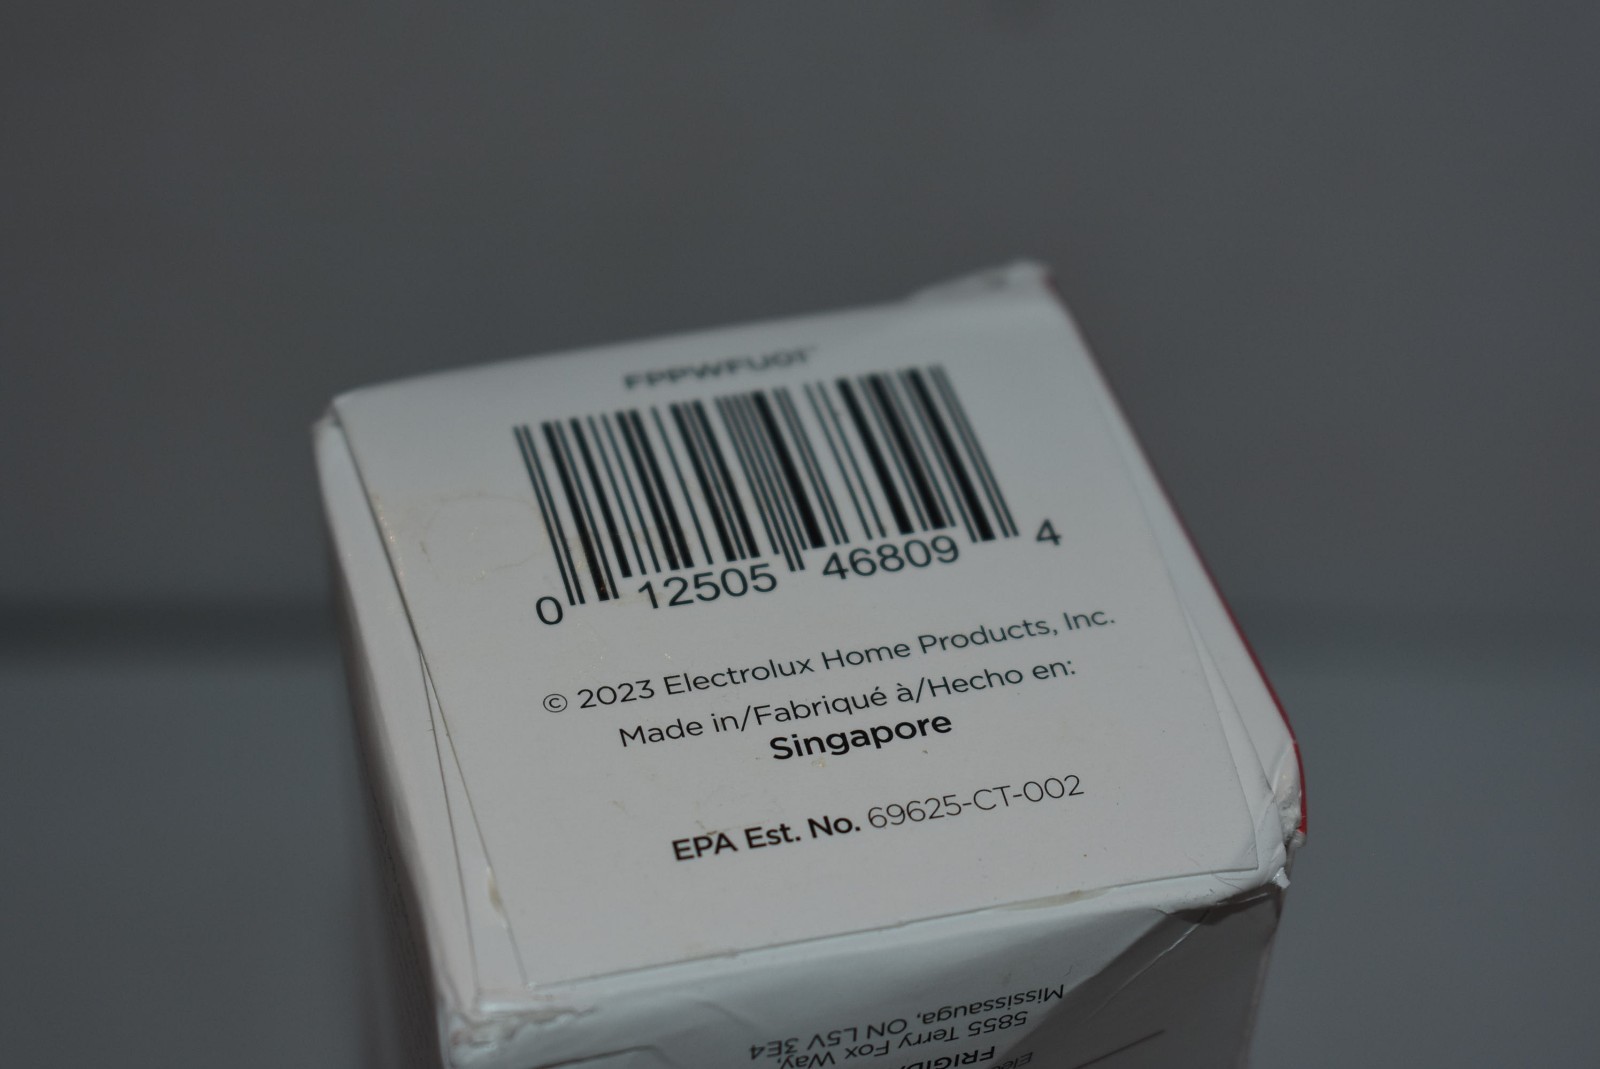 FPPWFU01™
0 12505 46809 4
© 2023 Electrolux Home Products, Inc.
Made in/Fabriqué à/Hecho en:
Singapore
EPA Est. No. 69625-CT-002
5855 Terry Fox Way,
Mississauga, ON L5V 3E4